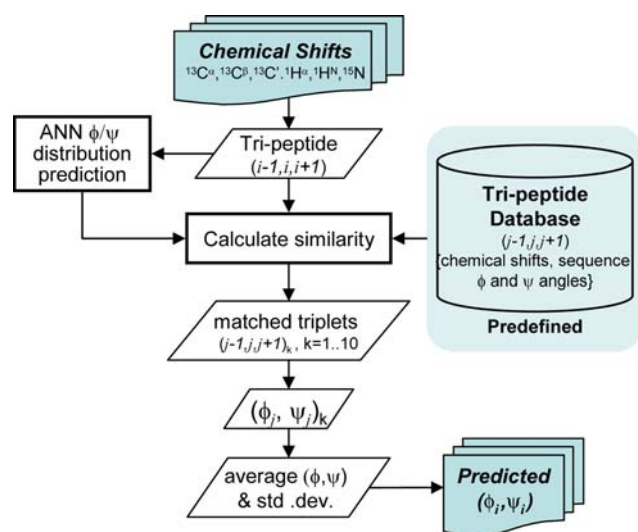 Chemical Shifts
¹³Cᵅ,¹³Cᵝ,¹³C’.¹Hᵅ,¹Hᴺ,¹⁵N
ANN ϕ/ψ
distribution
prediction
Tri-peptide
(i-1,i,i+1)
Calculate similarity
Tri-peptide
Database
(j-1,j,j+1)
{chemical shifts, sequence
ϕ and ψ angles}
Predefined
matched triplets
(j-1,j,j+1)ₖ, k=1..10
(ϕⱼ, ψⱼ)ₖ
average (ϕ,ψ)
& std .dev.
Predicted
(ϕᵢ,ψᵢ)